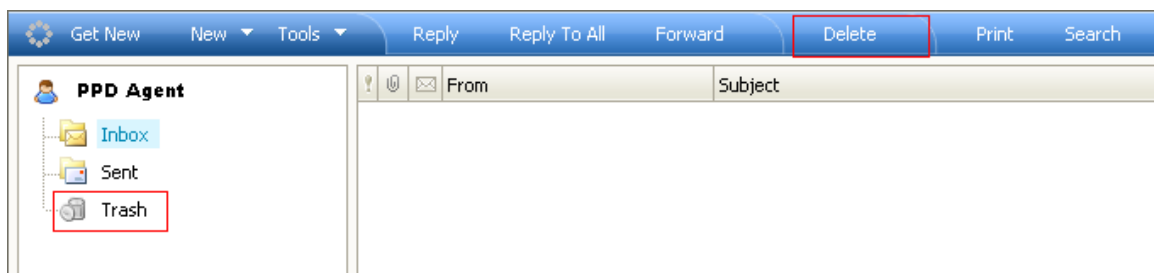 Get New New Tools Reply Reply To All Forward Delete Print Search
PPD Agent
From Subject
Inbox
Sent
Trash